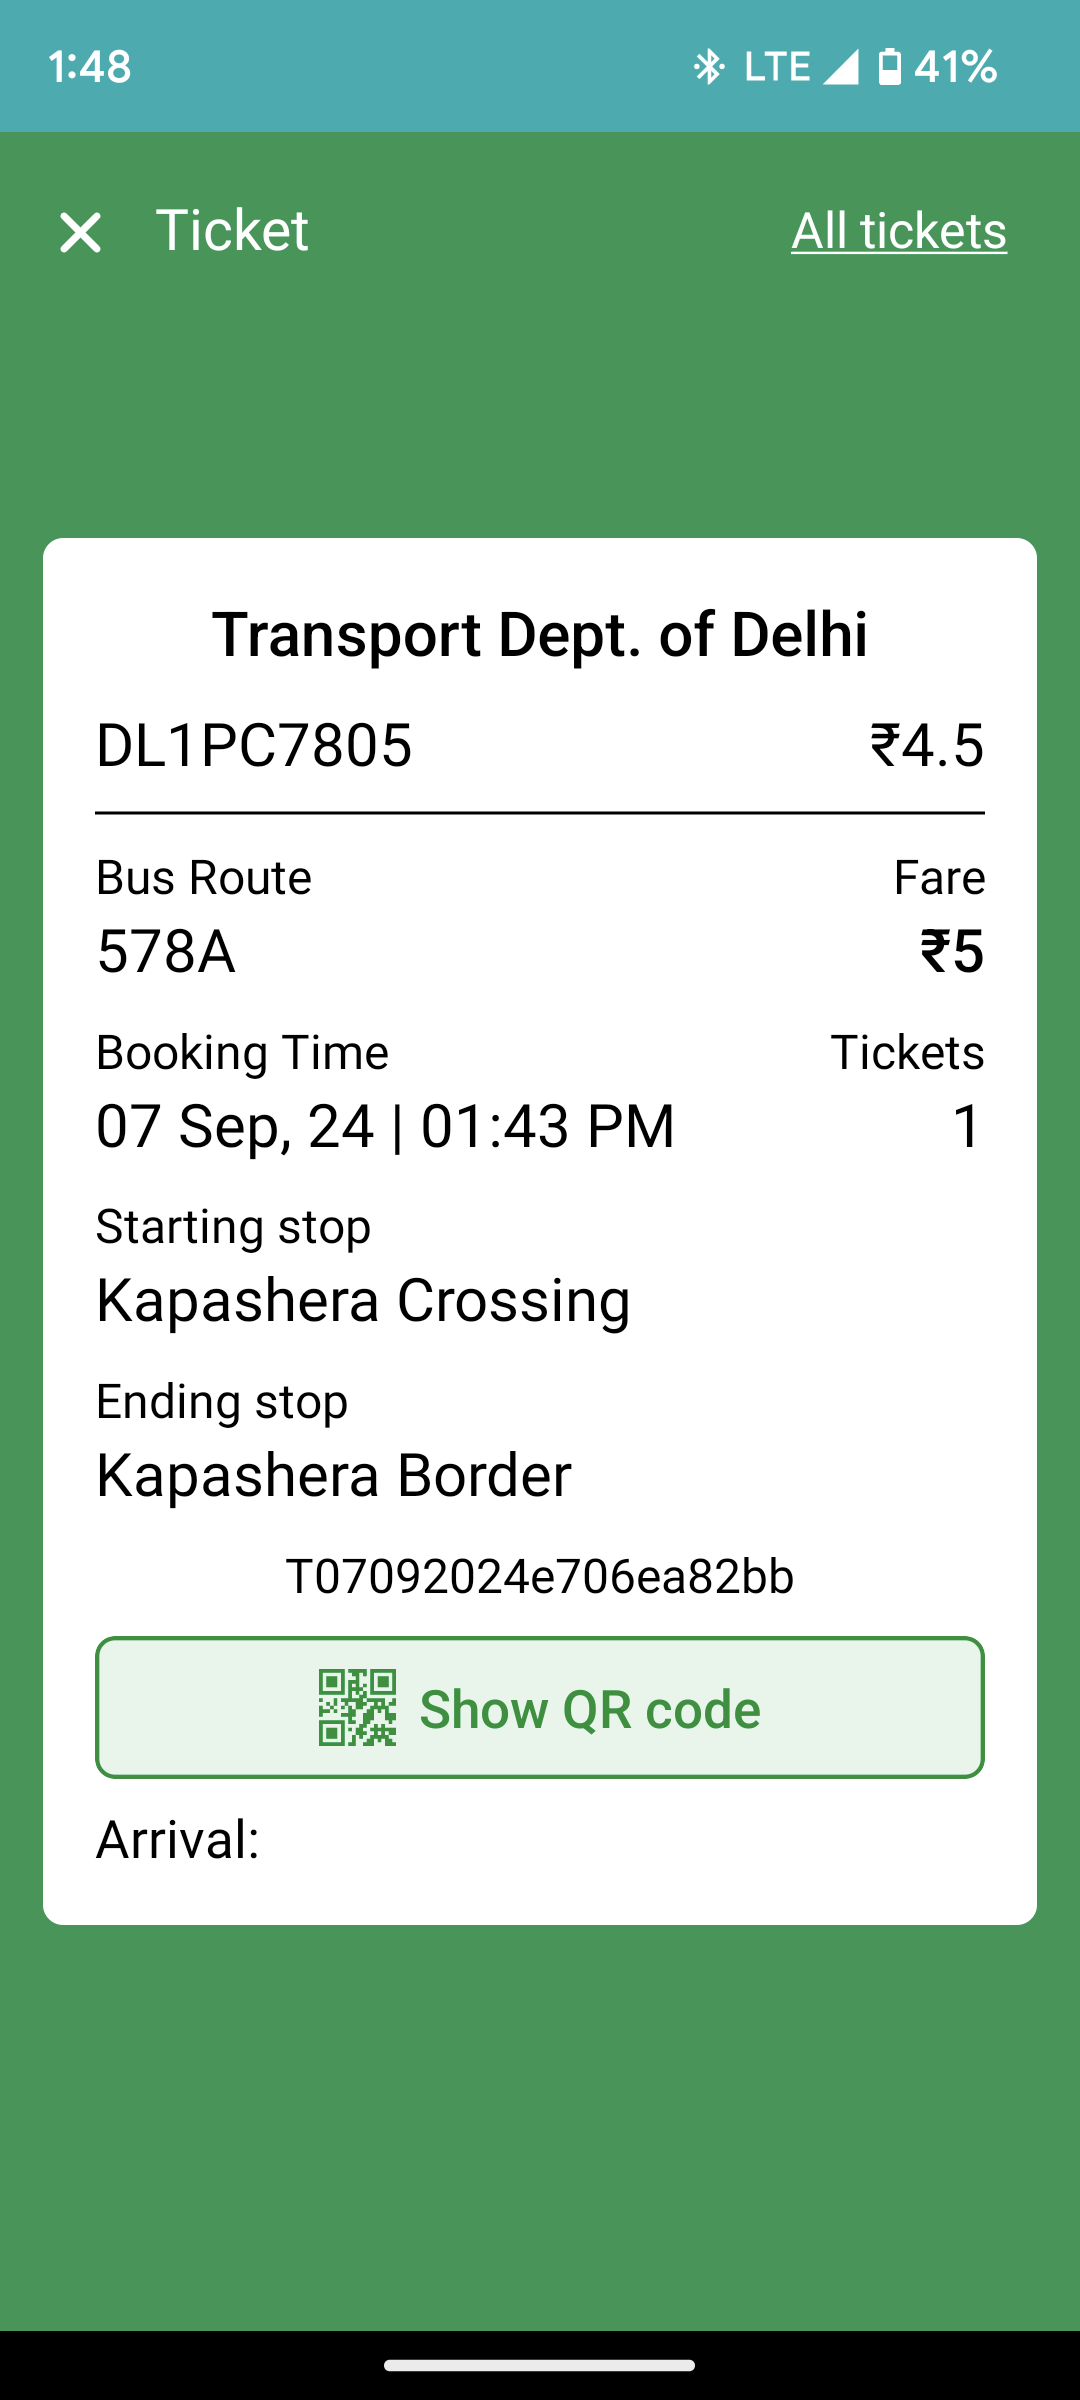 1:48 LTE 41%
Ticket All tickets
Transport Dept. of Delhi
DL1PC7805 ₹4.5
Bus Route Fare
578A ₹5
Booking Time Tickets
07 Sep, 24 | 01:43 PM 1
Starting stop
Kapashera Crossing
Ending stop
Kapashera Border
T07092024e706ea82bb
Show QR code
Arrival: